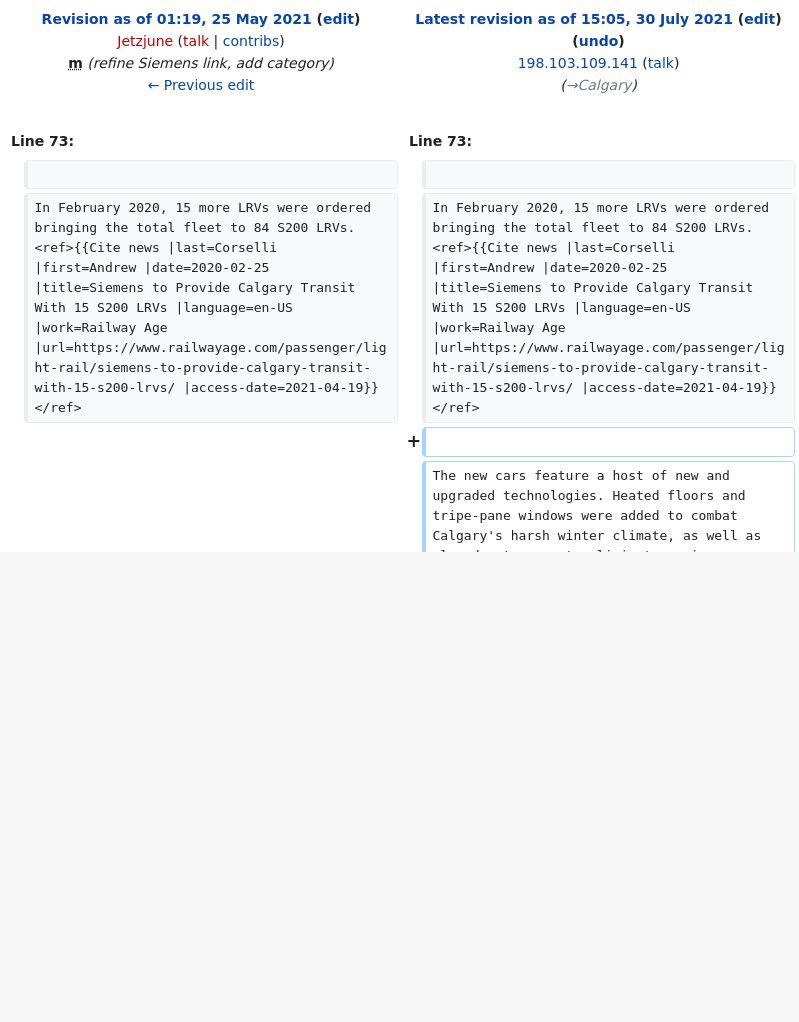 Revision as of 01:19, 25 May 2021 (edit)
Jetzjune (talk | contribs)
m (refine Siemens link, add category)
← Previous edit
Latest revision as of 15:05, 30 July 2021 (edit)
(undo)
198.103.109.141 (talk)
(→Calgary)
Line 73:
Line 73:
In February 2020, 15 more LRVs were ordered
bringing the total fleet to 84 S200 LRVs.
<ref>{{Cite news |last=Corselli
|first=Andrew |date=2020-02-25
|title=Siemens to Provide Calgary Transit
With 15 S200 LRVs |language=en-US
|work=Railway Age
|url=https://www.railwayage.com/passenger/lig
ht-rail/siemens-to-provide-calgary-transit-
with-15-s200-lrvs/ |access-date=2021-04-19}}
</ref>
In February 2020, 15 more LRVs were ordered
bringing the total fleet to 84 S200 LRVs.
<ref>{{Cite news |last=Corselli
|first=Andrew |date=2020-02-25
|title=Siemens to Provide Calgary Transit
With 15 S200 LRVs |language=en-US
|work=Railway Age
|url=https://www.railwayage.com/passenger/lig
ht-rail/siemens-to-provide-calgary-transit-
with-15-s200-lrvs/ |access-date=2021-04-19}}
</ref>
+
The new cars feature a host of new and
upgraded technologies. Heated floors and
tripe-pane windows were added to combat
Calgary's harsh winter climate, as well as